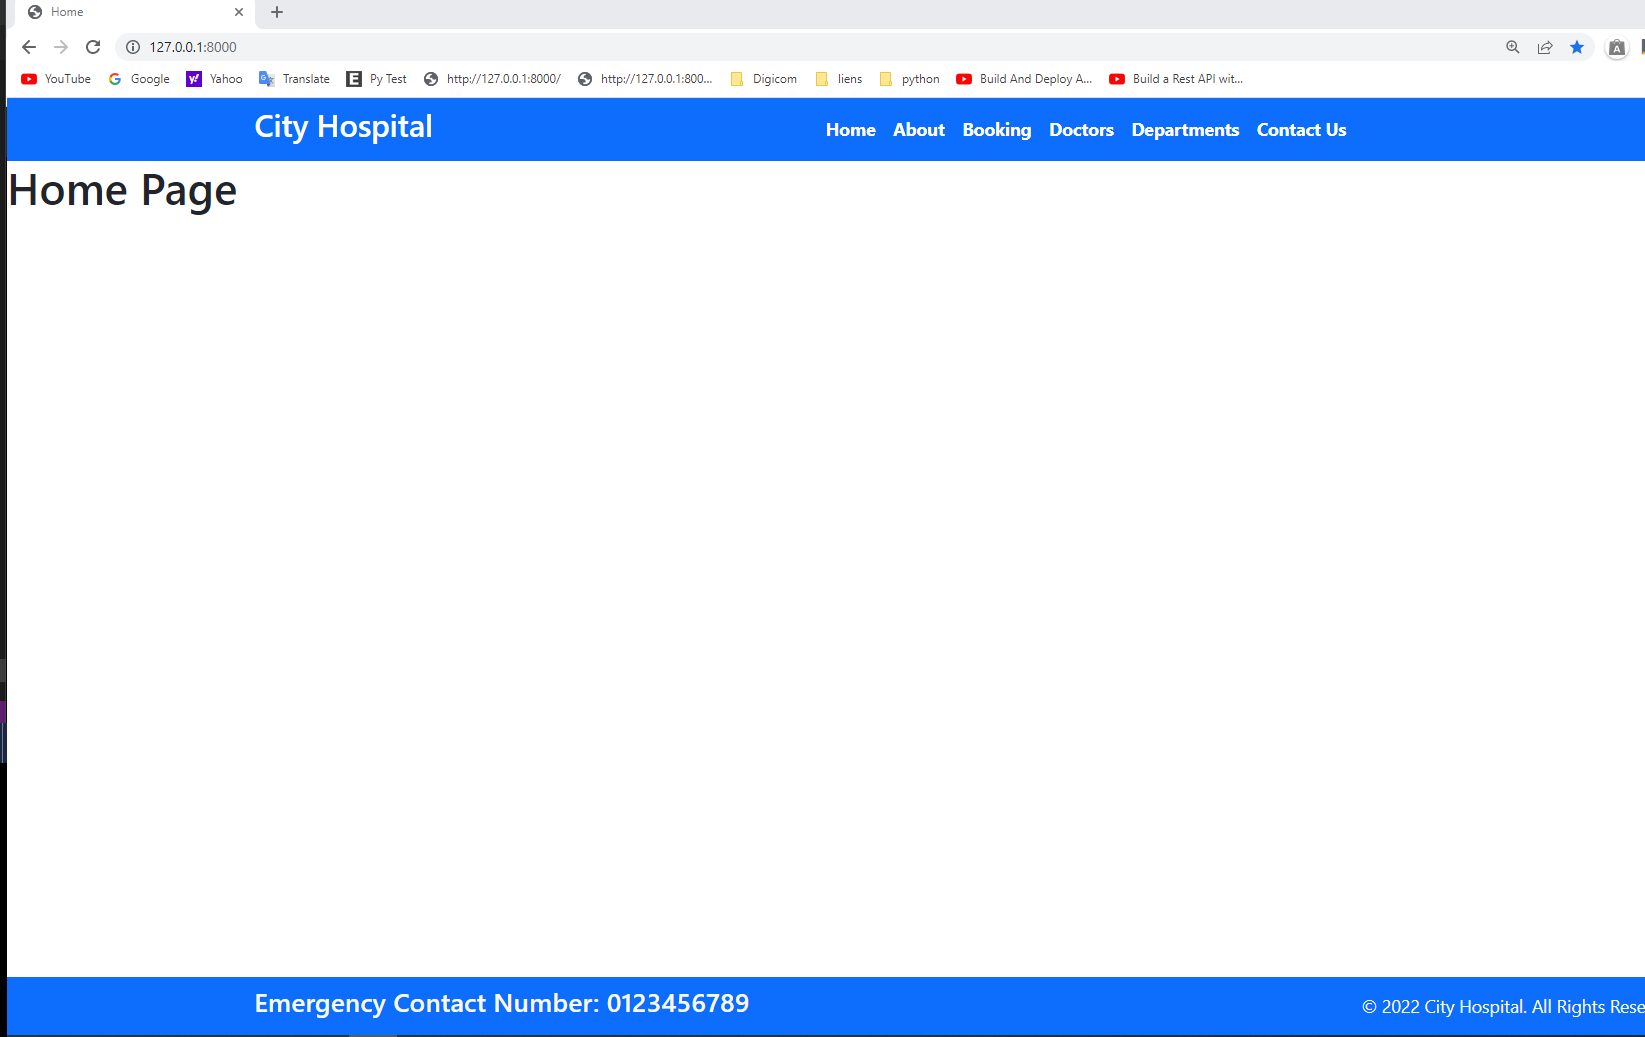 Home
127.0.0.1:8000
YouTube Google Yahoo Translate Py Test http://127.0.0.1:8000/ http://127.0.0.1:800... Digicom liens python Build And Deploy A... Build a Rest API wit...
City Hospital Home About Booking Doctors Departments Contact Us
Home Page
Emergency Contact Number: 0123456789 © 2022 City Hospital. All Rights Rese